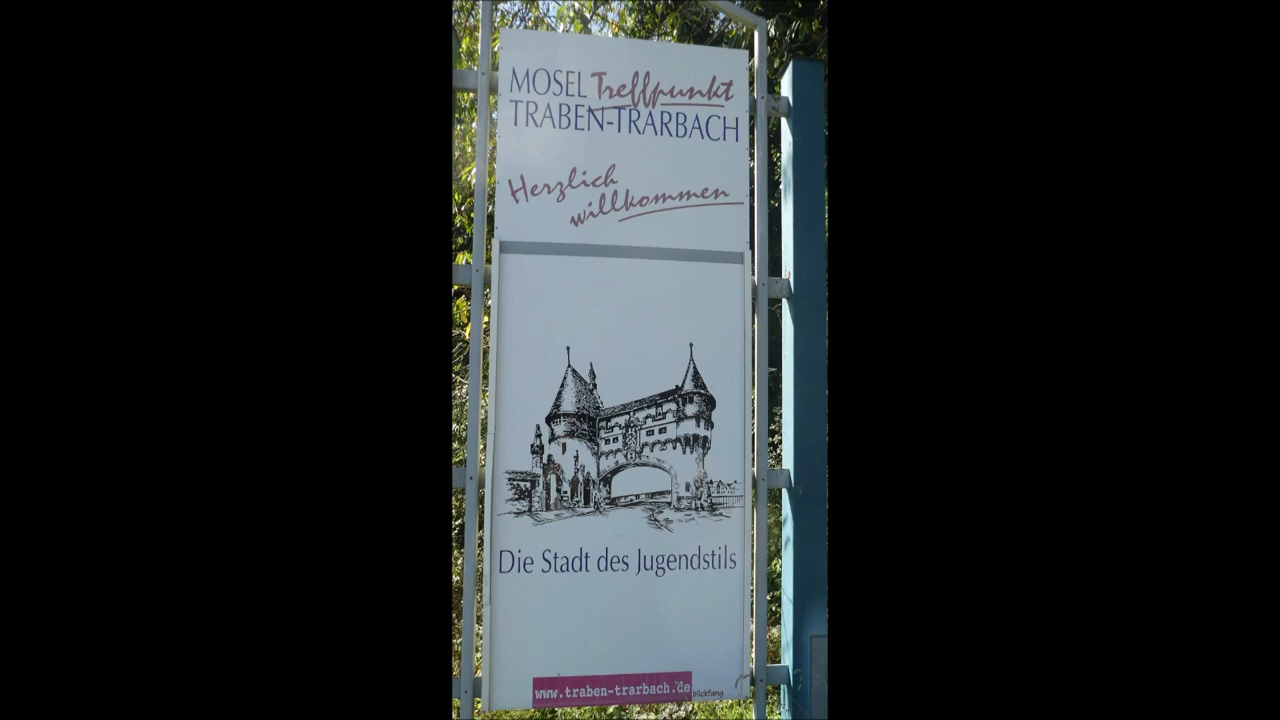 MOSEL Treffpunkt
TRABEN-TRARBACH
Herzlich
willkommen
Die Stadt des Jugendstils
www.traben-trarbach.de
blickfang